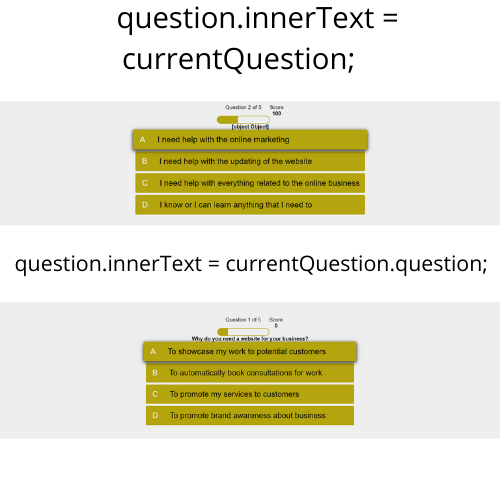 question.innerText =
currentQuestion;
Question 2 of 5 Score
100
[object Object]
A I need help with the online marketing
B I need help with the updating of the website
C I need help with everything related to the online business
D I know or I can learn anything that I need to
question.innerText = currentQuestion.question;
Question 1 of 5 Score
0
Why do you need a website for your business?
A To showcase my work to potential customers
B To automatically book consultations for work
C To promote my services to customers
D To promote brand awareness about business